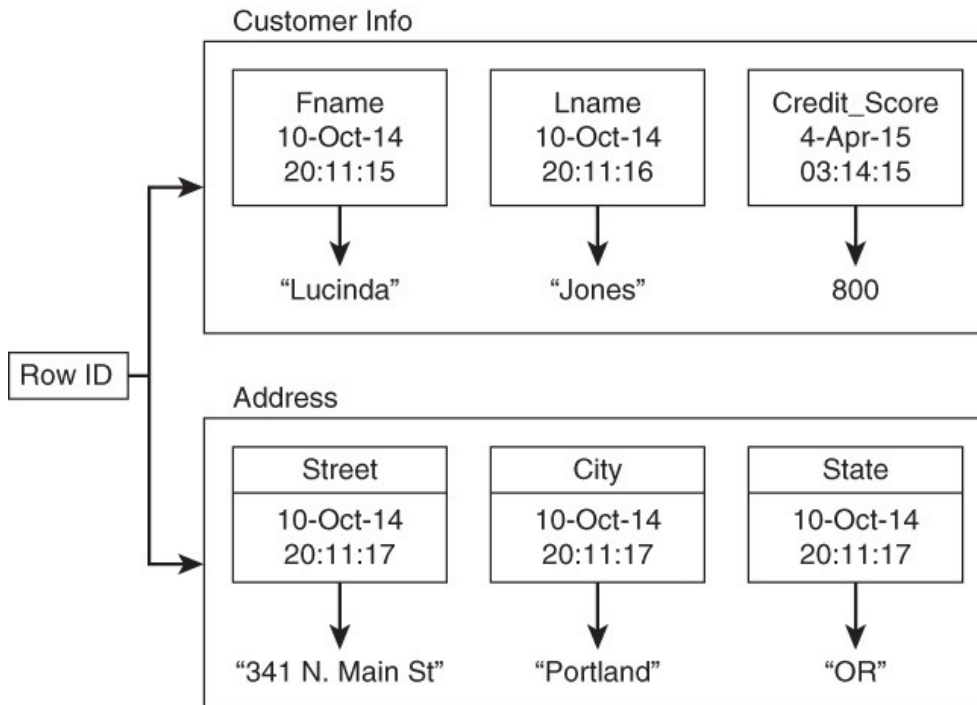 Customer Info
Fname
10-Oct-14
20:11:15
Lname
10-Oct-14
20:11:16
Credit_Score
4-Apr-15
03:14:15
“Lucinda”
“Jones”
800
Row ID
Address
Street
10-Oct-14
20:11:17
City
10-Oct-14
20:11:17
State
10-Oct-14
20:11:17
“341 N. Main St”
“Portland”
“OR”